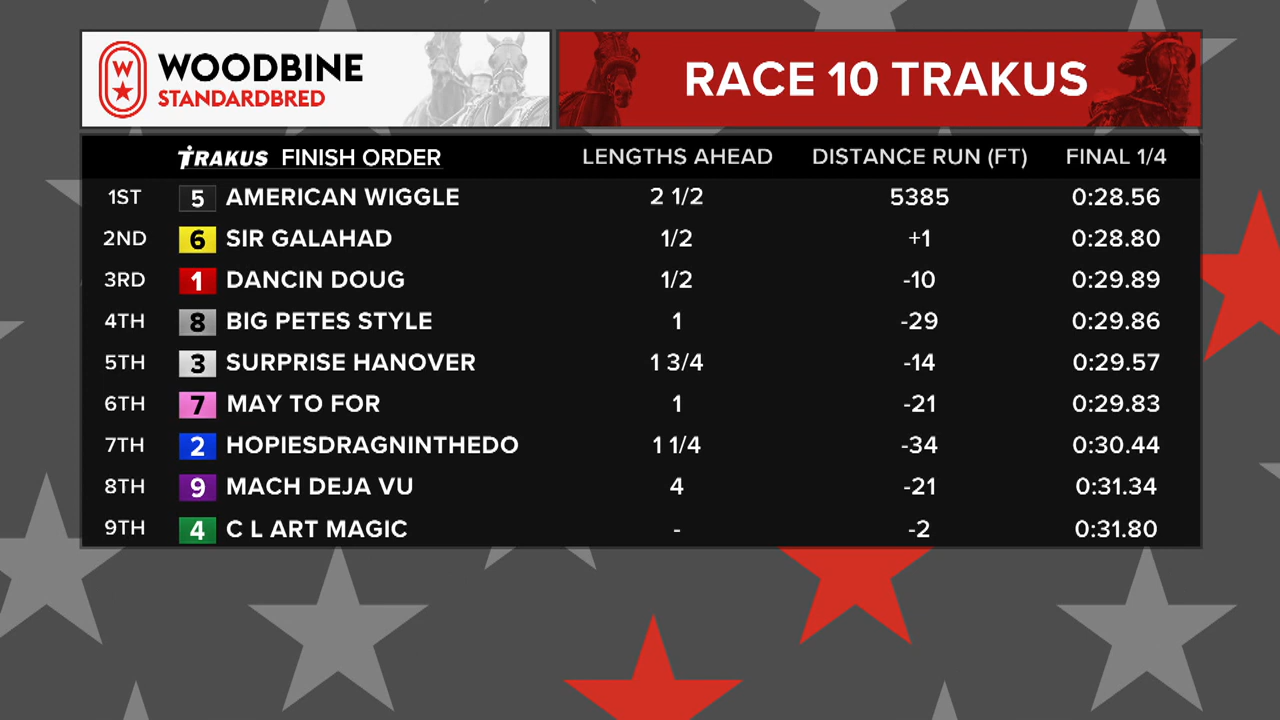 W
WOODBINE
STANDARDBRED
RACE 10 TRAKUS
TRAKUS FINISH ORDER LENGTHS AHEAD DISTANCE RUN (FT) FINAL 1/4
1ST 5 AMERICAN WIGGLE 2 1/2 5385 0:28.56
2ND 6 SIR GALAHAD 1/2 +1 0:28.80
3RD 1 DANCIN DOUG 1/2 -10 0:29.89
4TH 8 BIG PETES STYLE 1 -29 0:29.86
5TH 3 SURPRISE HANOVER 1 3/4 -14 0:29.57
6TH 7 MAY TO FOR 1 -21 0:29.83
7TH 2 HOPIESDRAGNINTHEDO 1 1/4 -34 0:30.44
8TH 9 MACH DEJA VU 4 -21 0:31.34
9TH 4 C L ART MAGIC - -2 0:31.80